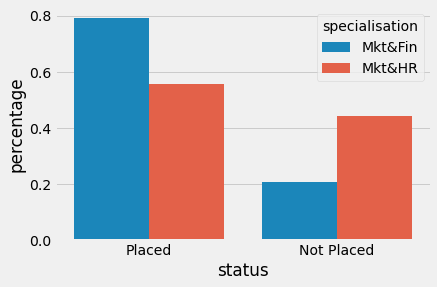 0.8
0.6
0.4
0.2
0.0
percentage
specialisation
Mkt&Fin
Mkt&HR
Placed
Not Placed
status